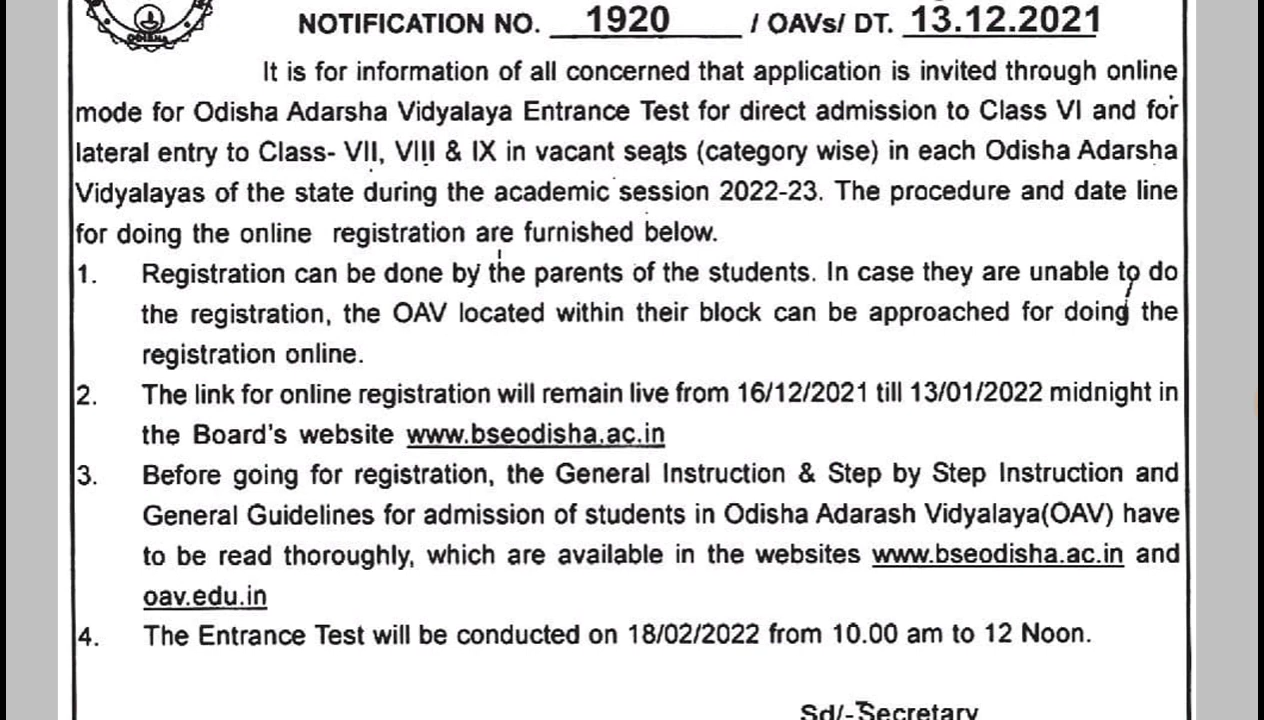 ODISHA
NOTIFICATION NO. 1920 / OAVs/ DT. 13.12.2021
It is for information of all concerned that application is invited through online
mode for Odisha Adarsha Vidyalaya Entrance Test for direct admission to Class VI and for
lateral entry to Class- VII, VIII & IX in vacant seats (category wise) in each Odisha Adarsha
Vidyalayas of the state during the academic session 2022-23. The procedure and date line
for doing the online registration are furnished below.
1. Registration can be done by the parents of the students. In case they are unable to do
the registration, the OAV located within their block can be approached for doing the
registration online.
2. The link for online registration will remain live from 16/12/2021 till 13/01/2022 midnight in
the Board's website www.bseodisha.ac.in
3. Before going for registration, the General Instruction & Step by Step Instruction and
General Guidelines for admission of students in Odisha Adarash Vidyalaya(OAV) have
to be read thoroughly, which are available in the websites www.bseodisha.ac.in and
oav.edu.in
4. The Entrance Test will be conducted on 18/02/2022 from 10.00 am to 12 Noon.
Sd/-Secretary